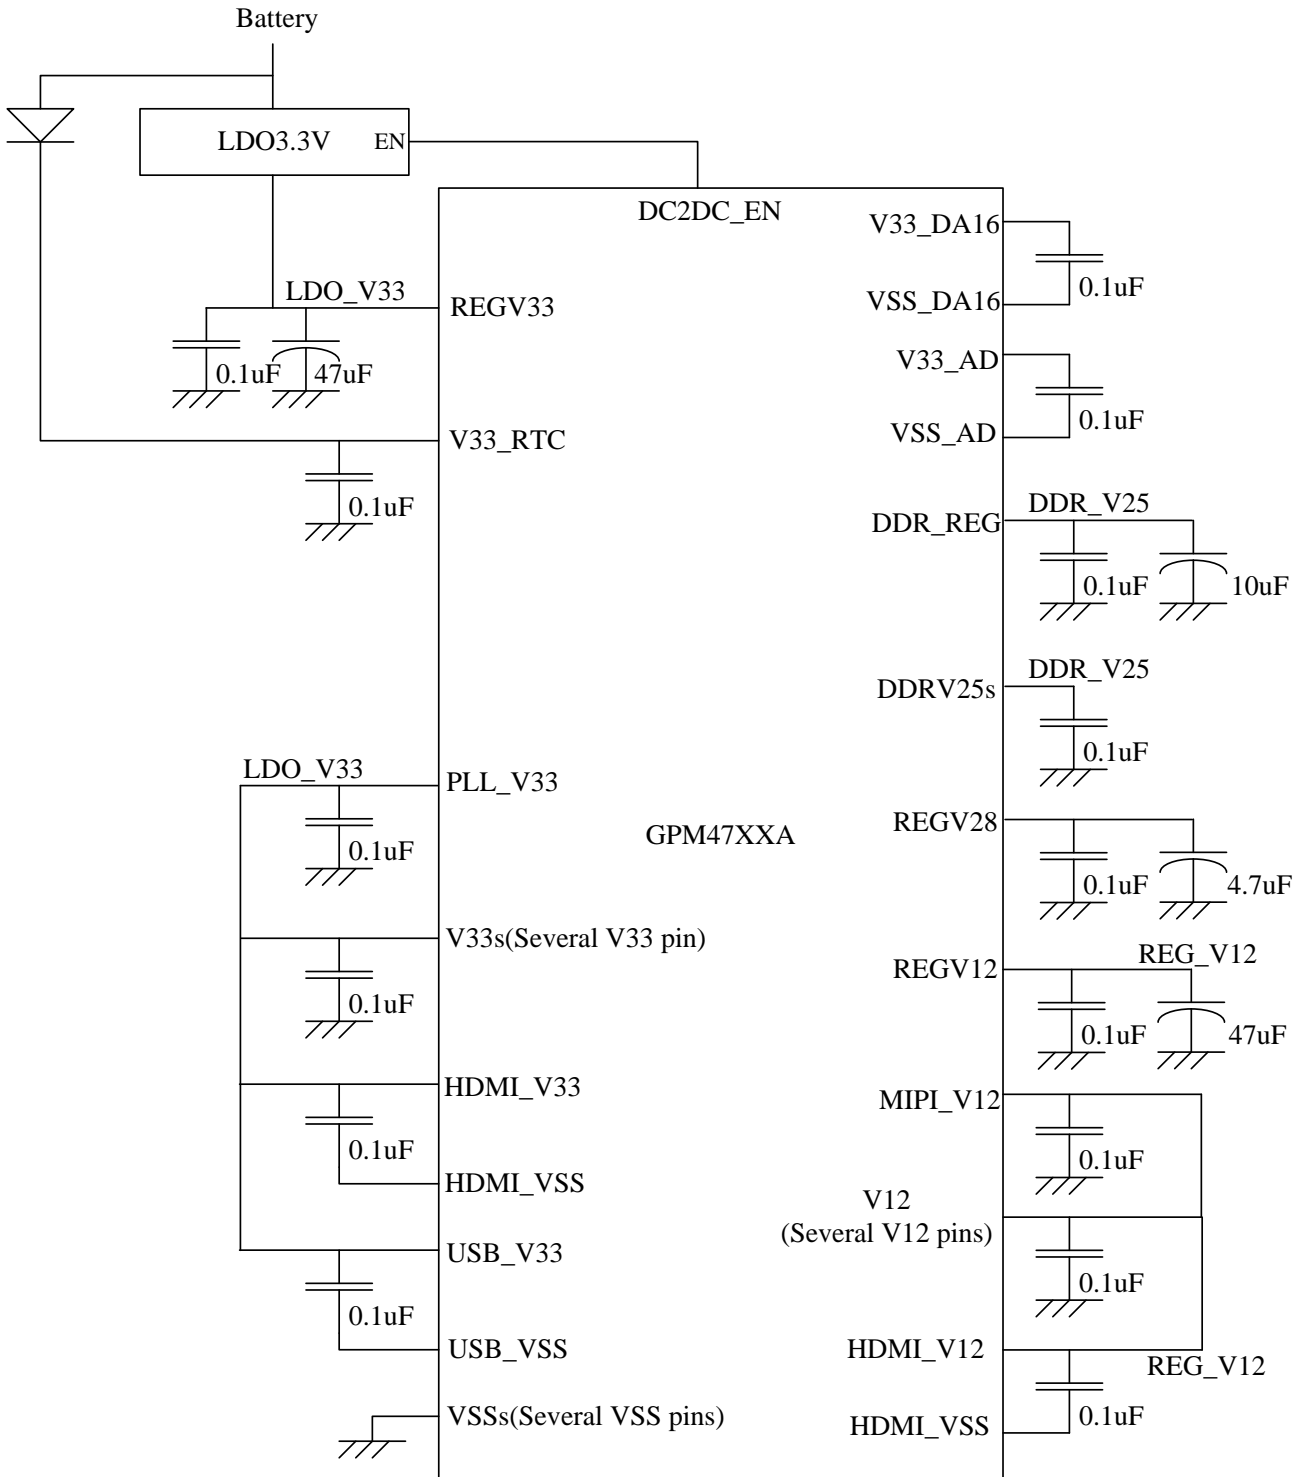 Battery
LDO3.3V
EN
DC2DC_EN
V33_DA16
0.1uF
VSS_DA16
LDO_V33
REGV33
0.1uF
47uF
V33_AD
0.1uF
VSS_AD
V33_RTC
0.1uF
DDR_V25
DDR_REG
0.1uF
10uF
DDR_V25
DDRV25s
0.1uF
LDO_V33
PLL_V33
0.1uF
GPM47XXA
REGV28
0.1uF
4.7uF
V33s(Several V33 pin)
0.1uF
REG_V12
REGV12
0.1uF
47uF
HDMI_V33
0.1uF
HDMI_VSS
MIPI_V12
0.1uF
V12
(Several V12 pins)
0.1uF
USB_V33
0.1uF
USB_VSS
HDMI_V12
REG_V12
0.1uF
HDMI_VSS
VSSs(Several VSS pins)